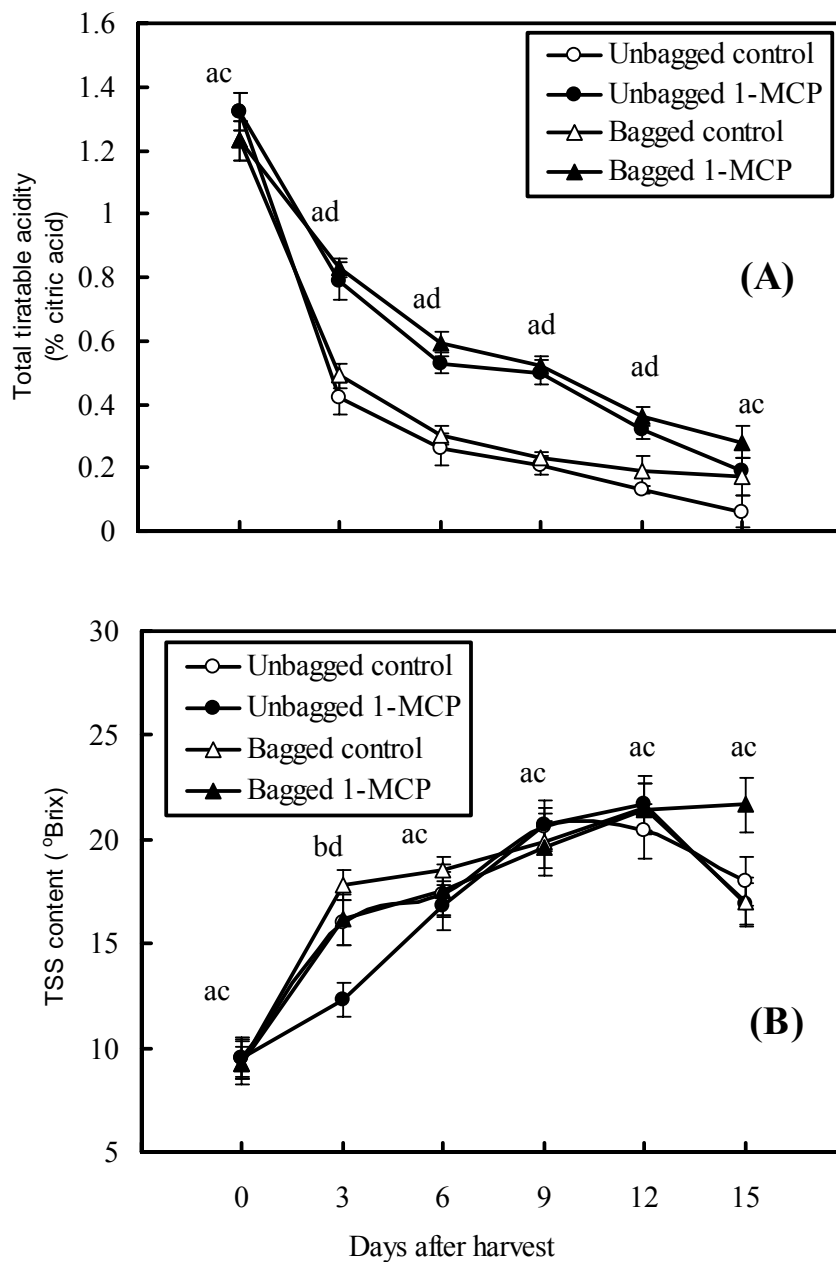 1.6
1.4
1.2
1
0.8
0.6
0.4
0.2
0
Total tiratable acidity
(% citric acid)
Unbagged control
Unbagged 1-MCP
Bagged control
Bagged 1-MCP
ac
ad
ad
ad
ad
ac
(A)
30
25
20
15
10
5
TSS content ( °Brix)
Unbagged control
Unbagged 1-MCP
Bagged control
Bagged 1-MCP
ac
bd
ac
ac
ac
ac
(B)
0 3 6 9 12 15
Days after harvest